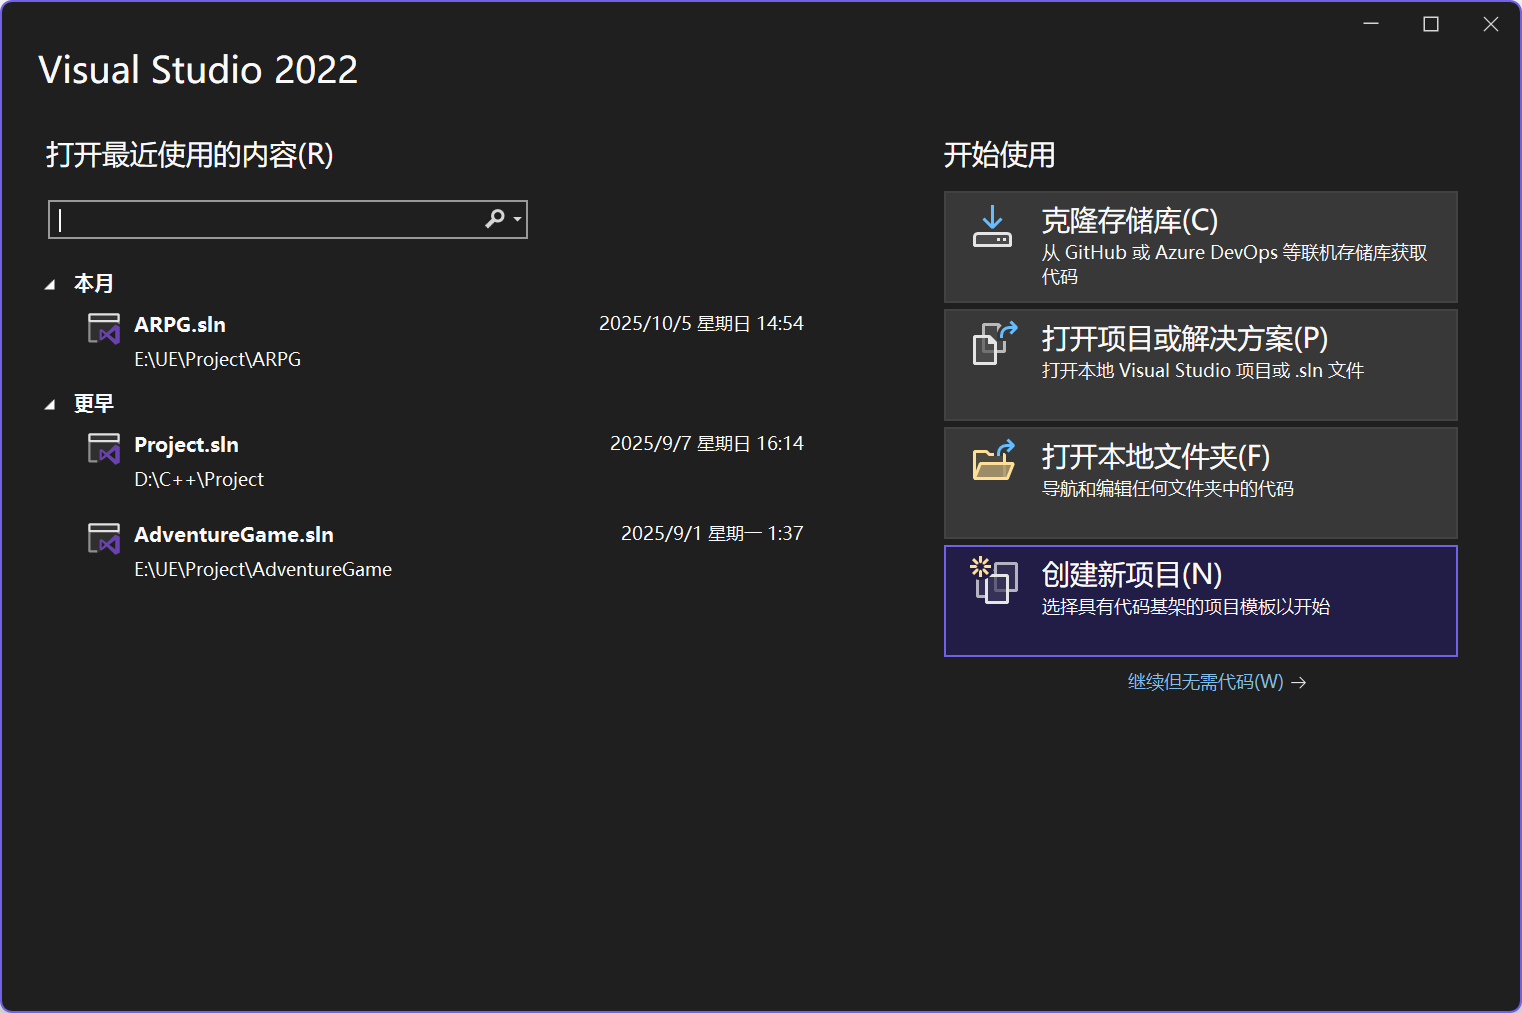 Visual Studio 2022
打开最近使用的内容(R)
本月
ARPG.sln
2025/10/5 星期日 14:54
E:\UE\Project\ARPG
更早
Project.sln
2025/9/7 星期日 16:14
D:\C++\Project
AdventureGame.sln
2025/9/1 星期一 1:37
E:\UE\Project\AdventureGame
开始使用
克隆存储库(C)
从 GitHub 或 Azure DevOps 等联机存储库获取
代码
打开项目或解决方案(P)
打开本地 Visual Studio 项目或 .sln 文件
打开本地文件夹(F)
导航和编辑任何文件夹中的代码
创建新项目(N)
选择具有代码基架的项目模板以开始
继续但无需代码(W) →